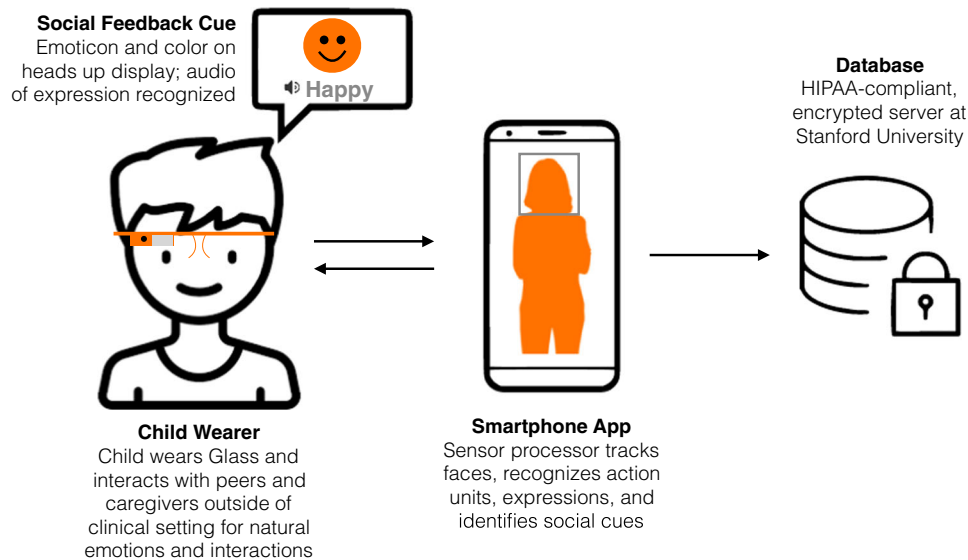 Social Feedback Cue
Emoticon and color on
heads up display; audio
of expression recognized
Happy
Database
HIPAA-compliant,
encrypted server at
Stanford University
Child Wearer
Child wears Glass and
interacts with peers and
caregivers outside of
clinical setting for natural
emotions and interactions
Smartphone App
Sensor processor tracks
faces, recognizes action
units, expressions, and
identifies social cues